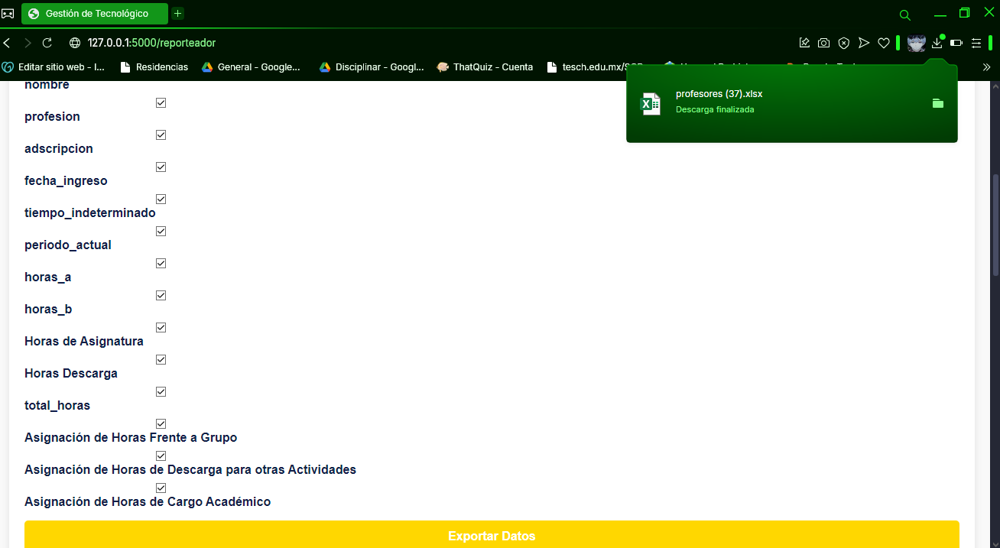 Gestión de Tecnológico
127.0.0.1:5000/reporteador
Editar sitio web - I...
Residencias
General - Google...
Disciplinar - Googl...
ThatQuiz - Cuenta
tesch.edu.mx/
profesores (37).xlsx
Descarga finalizada
nombre
profesion
adscripcion
fecha_ingreso
tiempo_indeterminado
periodo_actual
horas_a
horas_b
Horas de Asignatura
Horas Descarga
total_horas
Asignación de Horas Frente a Grupo
Asignación de Horas de Descarga para otras Actividades
Asignación de Horas de Cargo Académico
Exportar Datos